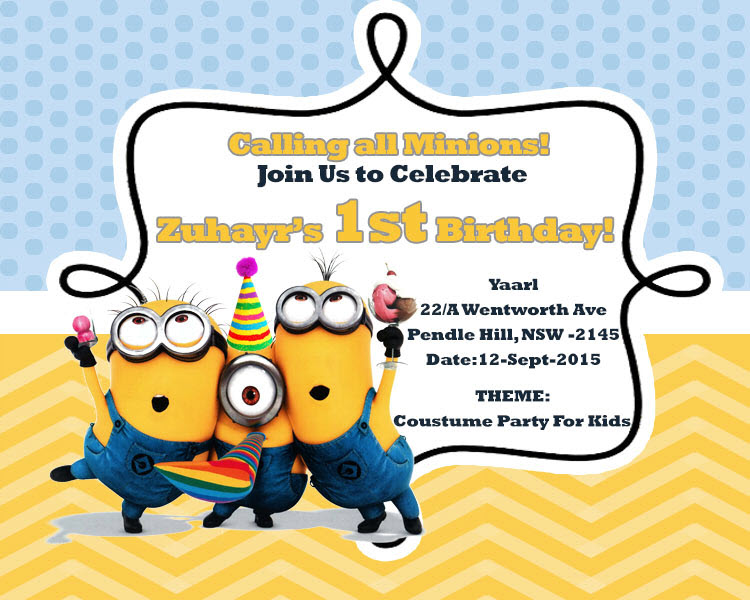 Calling all Minions!
Join Us to Celebrate
Zuhayr's 1st Birthday!
Yaarl
22/A Wentworth Ave
Pendle Hill, NSW -2145
Date:12-Sept-2015
THEME:
Coustume Party For Kids